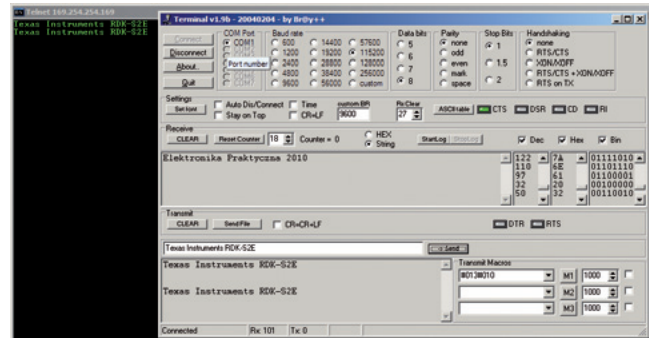 Telnet 169.254.254.169
Texas Instruments RDK-S2E
Texas Instruments RDK-S2E
Terminal v1.9b - 20040204 - by Br@y++
Connect
Disconnect
About..
Quit
COM Port
COM1
Port number
Baud rate
600 14400 57600
1200 19200 115200
2400 28800 128000
4800 38400 256000
9600 56000 custom
Data bits
5
6
7
8
Parity
none
odd
even
mark
space
Stop Bits
1
1.5
2
Handshaking
none
RTS/CTS
XON/XOFF
RTS/CTS + XON/XOFF
RTS on TX
Settings
Set font
Auto Dis/Connect Time
Stay on Top CR=LF
custom BR
9600
Rx Clear
27
ASCII table
CTS DSR CD RI
Receive
CLEAR Reset Counter 18 Counter = 0
HEX
String
StartLog StopLog
Dec Hex Bin
Elektronika Praktyczna 2010
122 7A 01111010
110 6E 01101110
97 61 01100001
32 20 00100000
50 32 00110010
Transmit
CLEAR Send File CR=CR+LF
DTR RTS
Texas Instruments RDK-S2E
Send
Texas Instruments RDK-S2E
Texas Instruments RDK-S2E
Transmit Macros
#013#010 M1 1000
M2 1000
M3 1000
Connected Rx: 101 Tx: 0